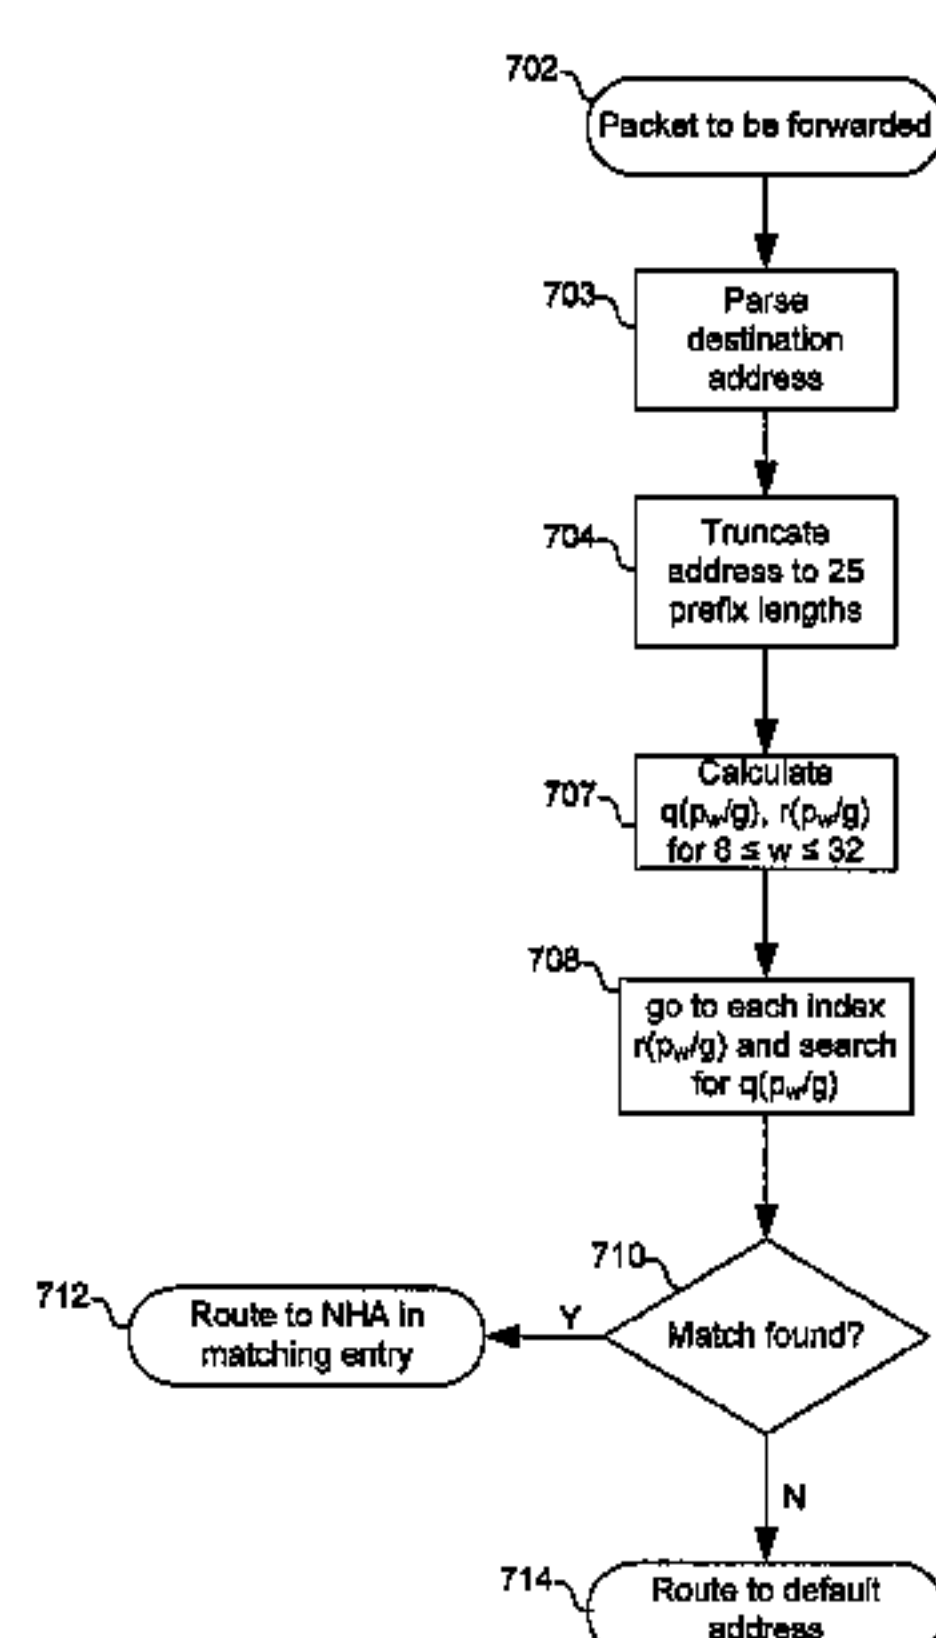 702
Packet to be forwarded
703
Parse
destination
address
704
Truncate
address to 25
prefix lengths
707
Calculate
q(pw/g), r(pw/g)
for 8 ≤ w ≤ 32
708
go to each index
r(pw/g) and search
for q(pw/g)
710
Match found?
Y
712
Route to NHA in
matching entry
N
714
Route to default
address